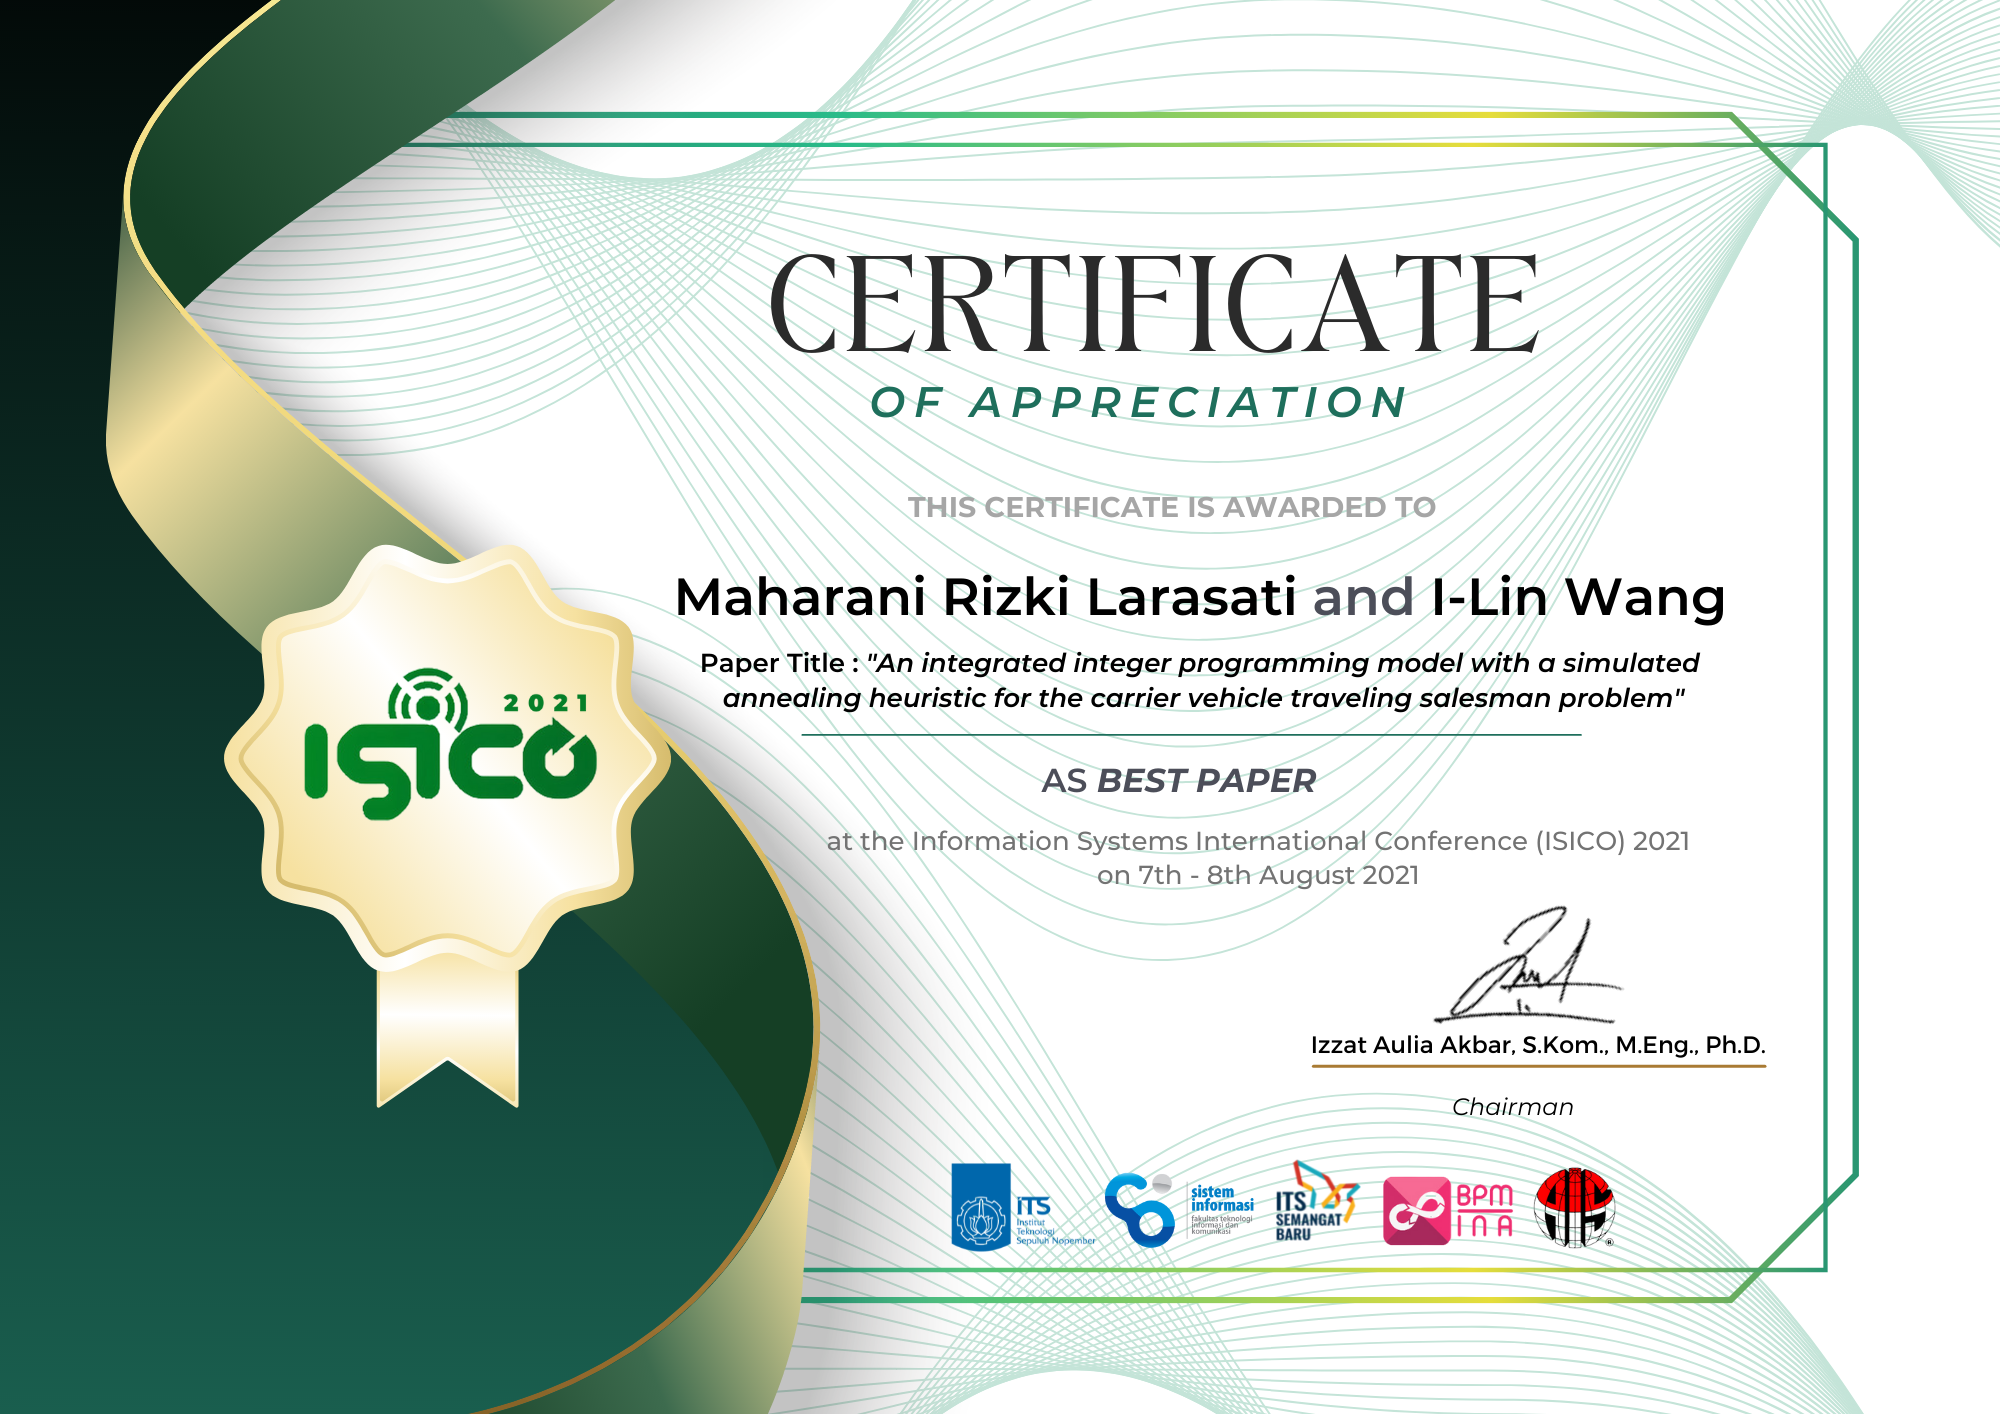 CERTIFICATE
OF APPRECIATION
THIS CERTIFICATE IS AWARDED TO
Maharani Rizki Larasati and I-Lin Wang
Paper Title : "An integrated integer programming model with a simulated
annealing heuristic for the carrier vehicle traveling salesman problem"
2021
ISICO
AS BEST PAPER
at the Information Systems International Conference (ISICO) 2021
on 7th - 8th August 2021
Izzat Aulia Akbar, S.Kom., M.Eng., Ph.D.
Chairman
ITS
Institut
Teknologi
Sepuluh Nopember
sistem
informasi
fakultas teknologi
informasi dan
komunikasi
ITS
SEMANGAT
BARU
BPM
INA
®